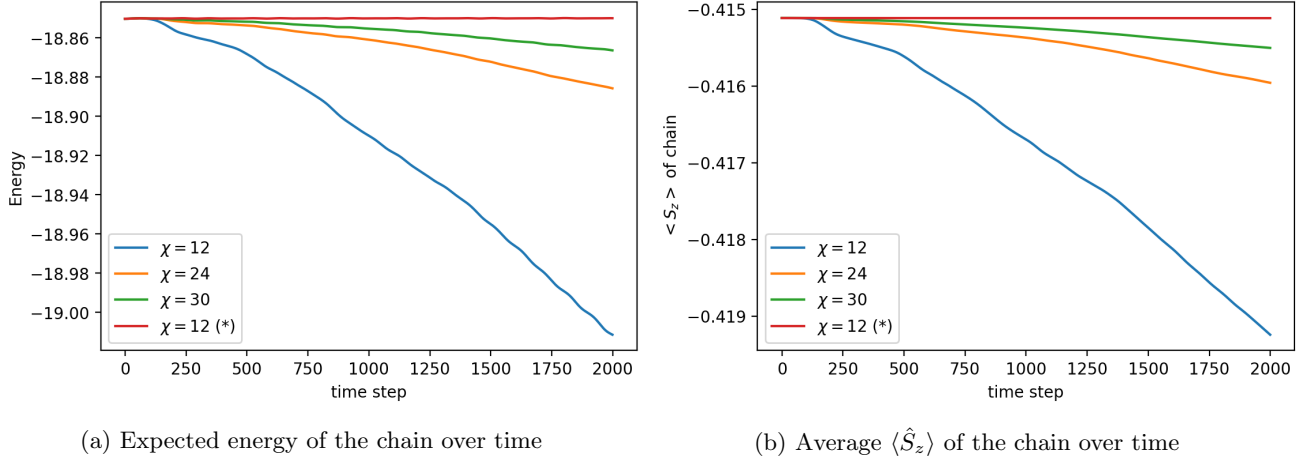 −18.86
−18.88
−18.90
−18.92
−18.94
−18.96
−18.98
−19.00
Energy
χ = 12
χ = 24
χ = 30
χ = 12 (*)
0 250 500 750 1000 1250 1500 1750 2000
time step
(a) Expected energy of the chain over time
−0.415
−0.416
−0.417
−0.418
−0.419
< S_z > of chain
χ = 12
χ = 24
χ = 30
χ = 12 (*)
0 250 500 750 1000 1250 1500 1750 2000
time step
(b) Average ⟨Ŝ_z⟩ of the chain over time